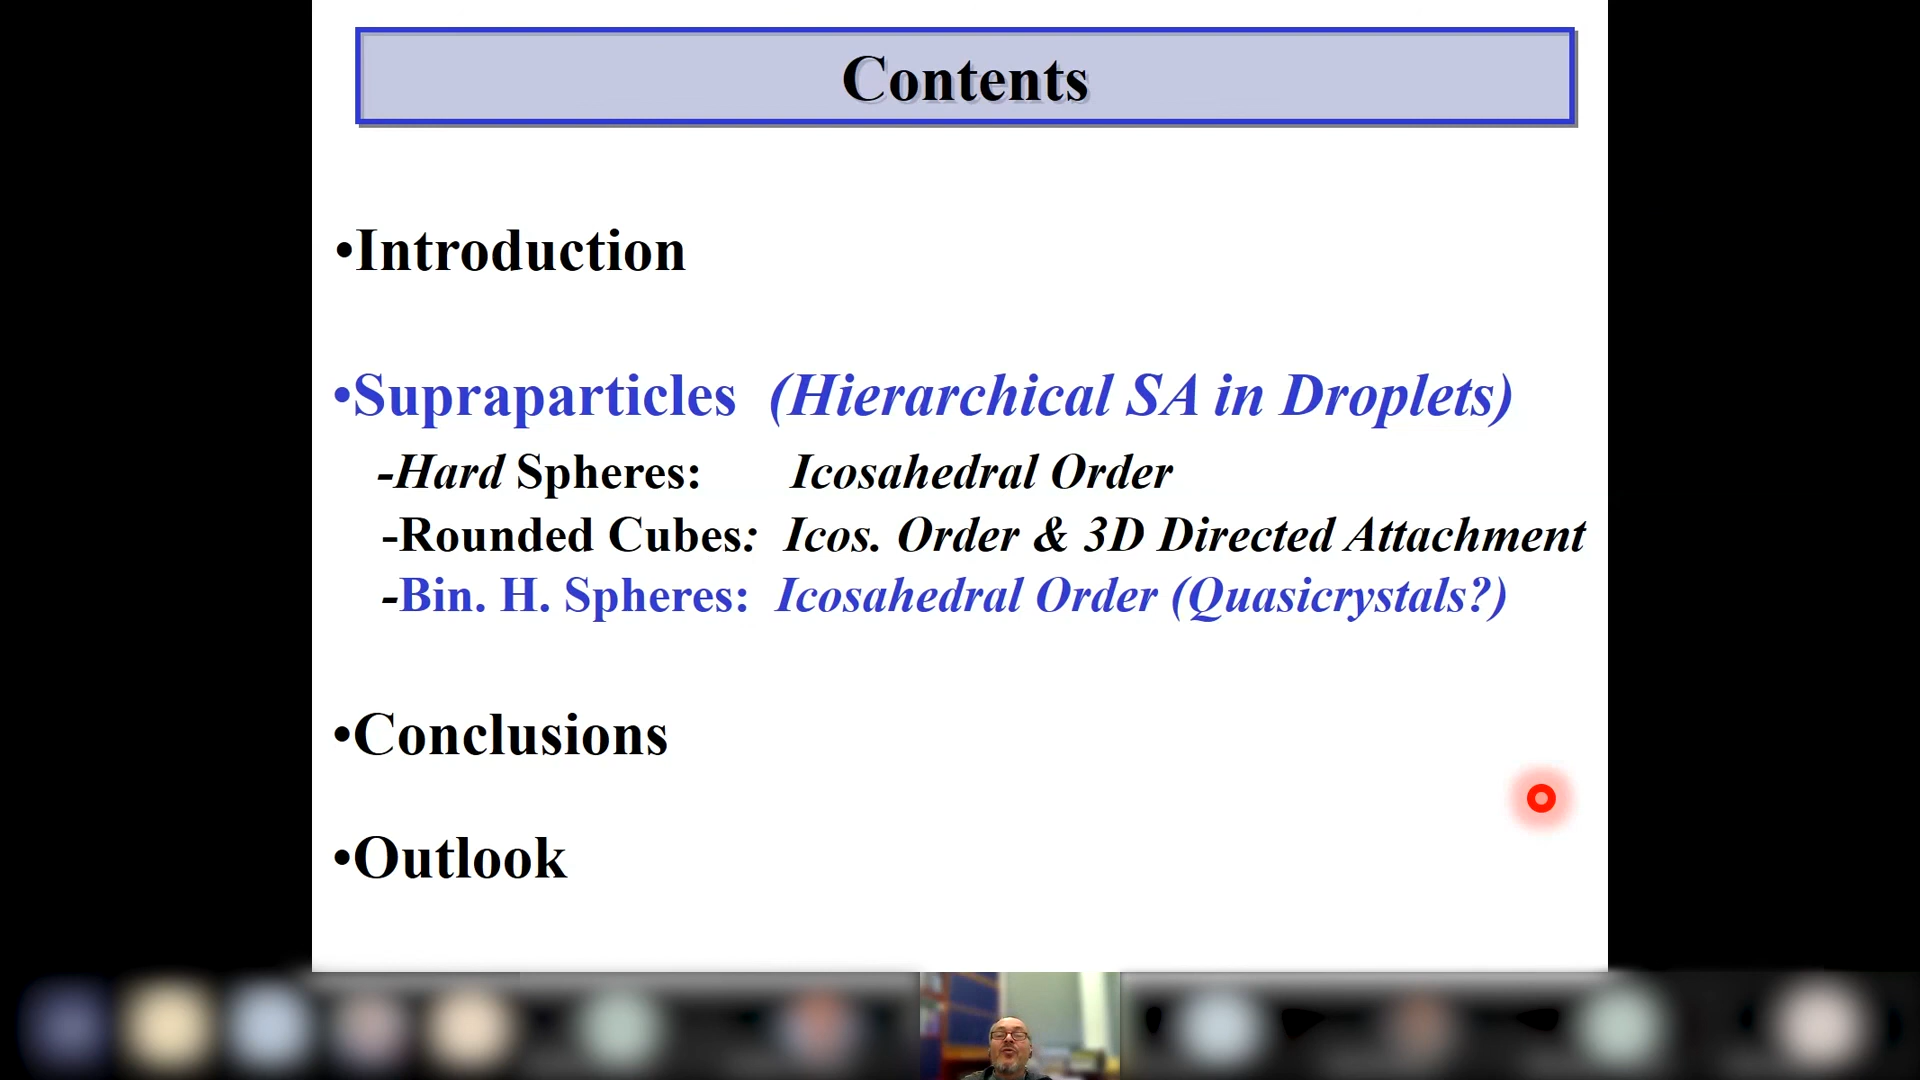 Contents
•Introduction
•Supraparticles (Hierarchical SA in Droplets)
-Hard Spheres: Icosahedral Order
-Rounded Cubes: Icos. Order & 3D Directed Attachment
-Bin. H. Spheres: Icosahedral Order (Quasicrystals?)
•Conclusions
•Outlook